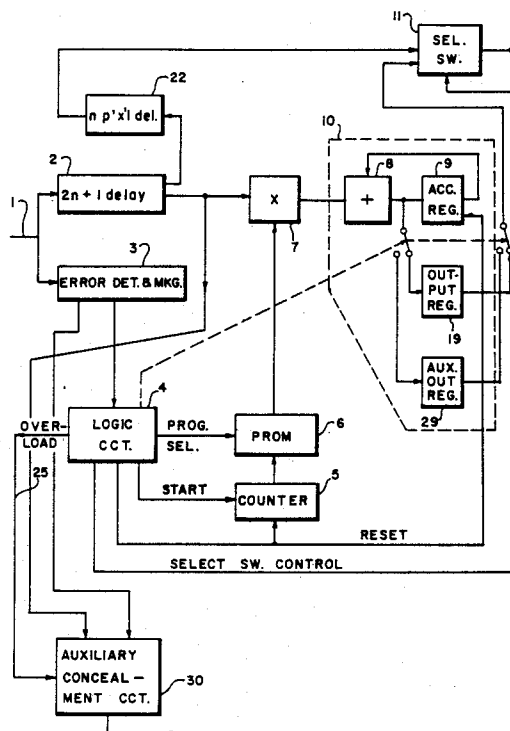 11
SEL.
SW.
22
n p'x'l del.
10
2
8
9
2n + 1 delay
1
X
+
ACC.
REG.
7
3
ERROR DET. & MKG.
OUT-
PUT
REG.
19
4
OVER-
LOAD
LOGIC
CCT.
PROG.
SEL.
PROM
6
AUX.
OUT
REG.
29
25
START
COUNTER
5
RESET
SELECT SW. CONTROL
AUXILIARY
CONCEAL-
MENT CCT.
30